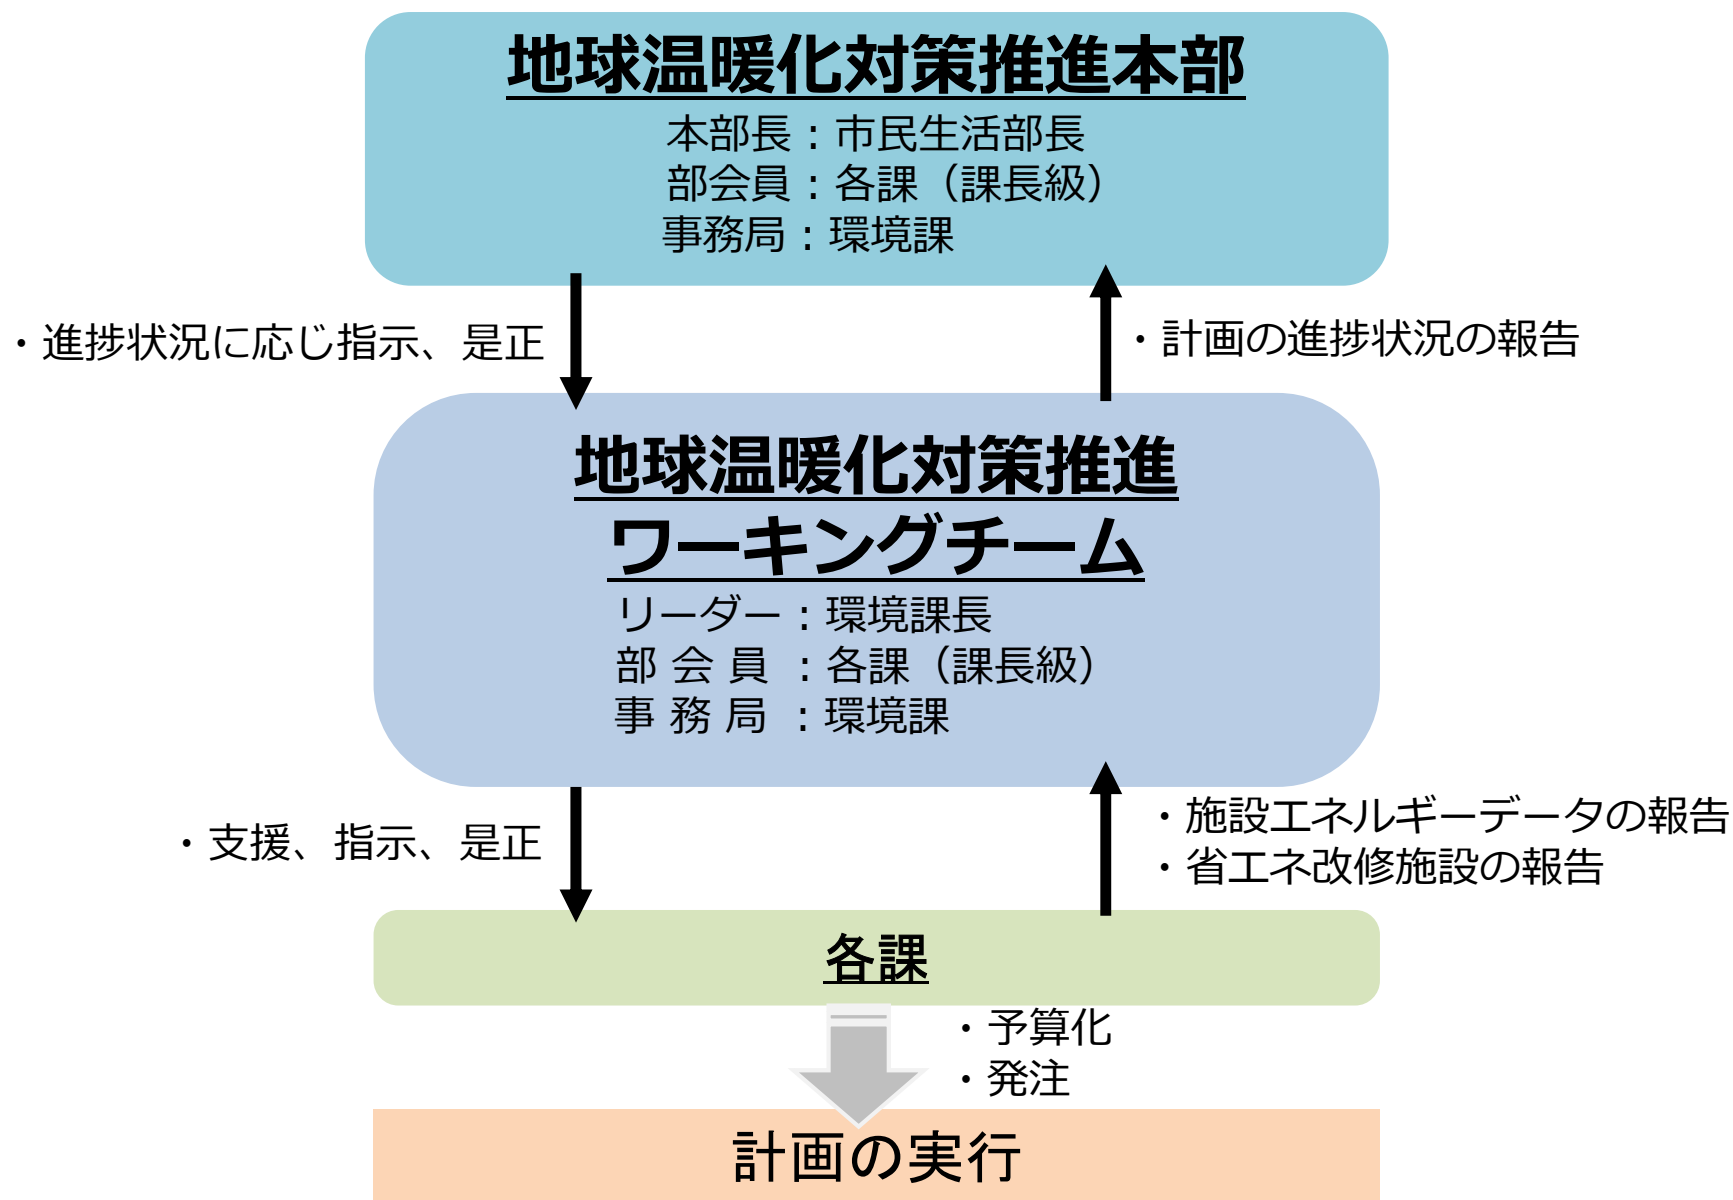 地球温暖化対策推進本部
本部長：市民生活部長
部会員：各課（課長級）
事務局：環境課
・進捗状況に応じ指示、是正
・計画の進捗状況の報告
地球温暖化対策推進
ワーキングチーム
リーダー：環境課長
部 会 員 ：各課（課長級）
事 務 局 ：環境課
・支援、指示、是正
・施設エネルギーデータの報告
・省エネ改修施設の報告
各課
・予算化
・発注
計画の実行